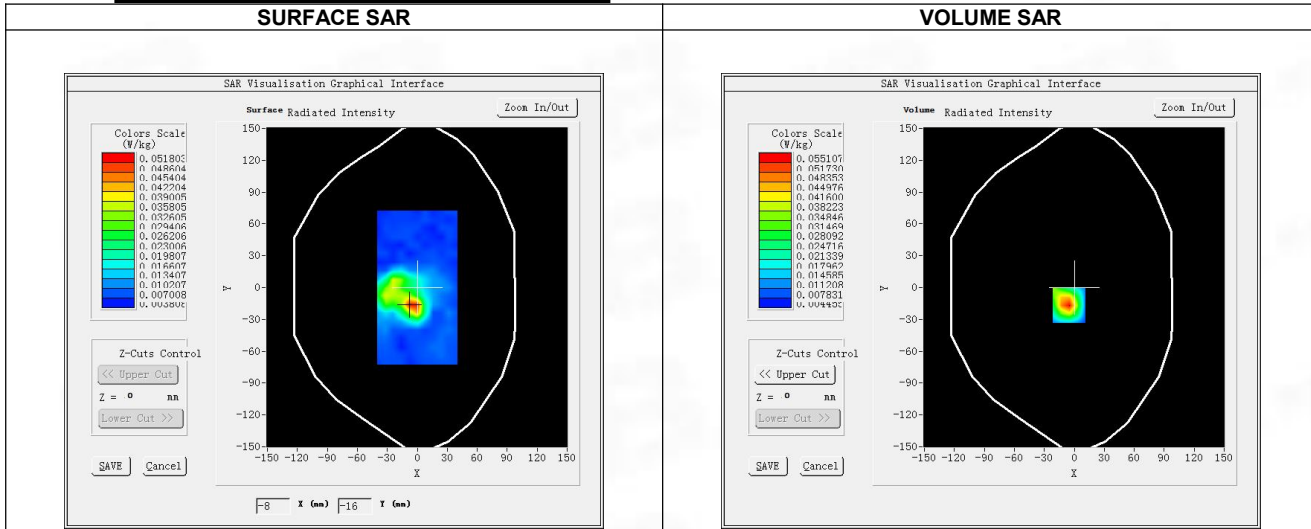 SURFACE SAR
VOLUME SAR
SAR Visualisation Graphical Interface
Surface Radiated Intensity
Zoom In/Out
Colors Scale
(W/kg)
0.051803
0.048604
0.045404
0.042204
0.039005
0.035805
0.032605
0.029406
0.026206
0.023006
0.019807
0.016607
0.013407
0.010207
0.007008
0.003808
150
120
90
60
30
0
-30
-60
-90
-120
-150
Y
-150 -120 -90 -60 -30 0 30 60 90 120 150
X
Z-Cuts Control
<< Upper Cut
Z = 0 mm
Lower Cut >>
SAVE Cancel
-8 X (mm) -16 Y (mm)
SAR Visualisation Graphical Interface
Volume Radiated Intensity
Zoom In/Out
Colors Scale
(W/kg)
0.055107
0.051730
0.048353
0.044976
0.041600
0.038223
0.034846
0.031469
0.028092
0.024716
0.021339
0.017962
0.014585
0.011208
0.007831
0.004455
150
120
90
60
30
0
-30
-60
-90
-120
-150
Y
-150 -120 -90 -60 -30 0 30 60 90 120 150
X
Z-Cuts Control
<< Upper Cut
Z = 0 mm
Lower Cut >>
SAVE Cancel